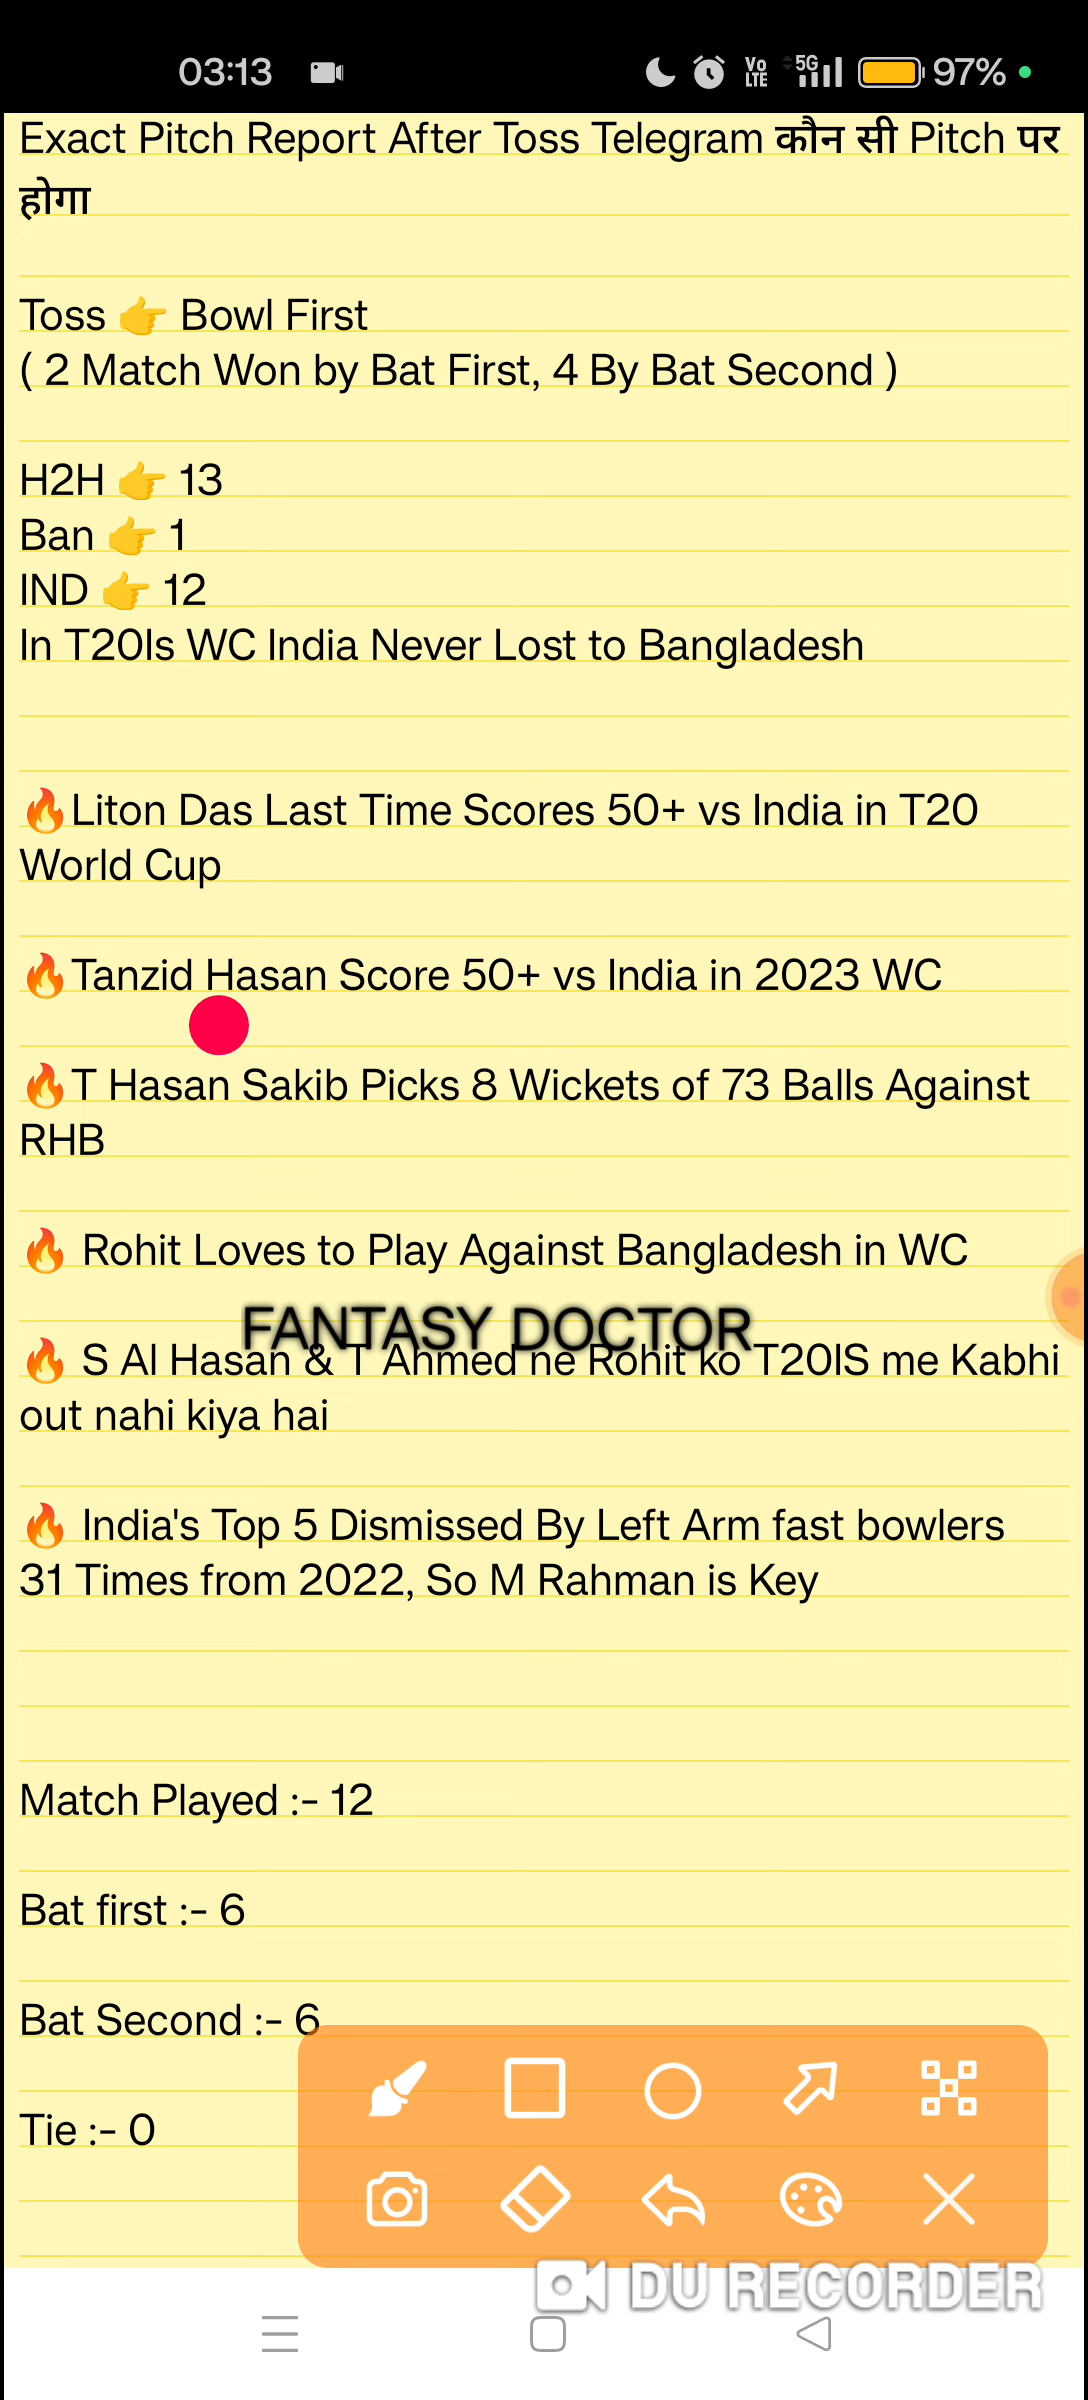 03:13 Vo LTE 5G 97%
Exact Pitch Report After Toss Telegram कौन सी Pitch पर
होगा
Toss 👉 Bowl First
( 2 Match Won by Bat First, 4 By Bat Second )
H2H 👉 13
Ban 👉 1
IND 👉 12
In T20Is WC India Never Lost to Bangladesh
🔥Liton Das Last Time Scores 50+ vs India in T20
World Cup
🔥Tanzid Hasan Score 50+ vs India in 2023 WC
🔥T Hasan Sakib Picks 8 Wickets of 73 Balls Against
RHB
🔥 Rohit Loves to Play Against Bangladesh in WC
FANTASY DOCTOR
🔥 S Al Hasan & T Ahmed ne Rohit ko T20IS me Kabhi
out nahi kiya hai
🔥 India's Top 5 Dismissed By Left Arm fast bowlers
31 Times from 2022, So M Rahman is Key
Match Played :- 12
Bat first :- 6
Bat Second :- 6
Tie :- 0
DU RECORDER